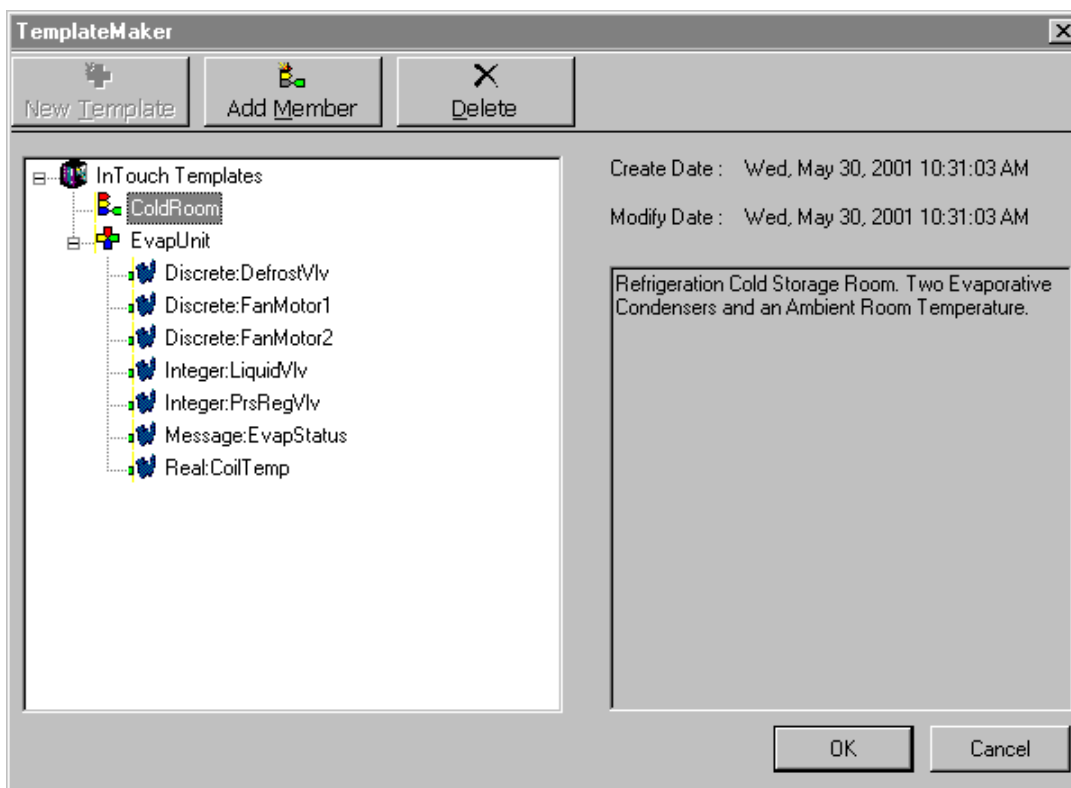 TemplateMaker
New Template
Add Member
Delete
InTouch Templates
ColdRoom
EvapUnit
Discrete:DefrostVlv
Discrete:FanMotor1
Discrete:FanMotor2
Integer:LiquidVlv
Integer:PrsRegVlv
Message:EvapStatus
Real:CoilTemp
Create Date : Wed, May 30, 2001 10:31:03 AM
Modify Date : Wed, May 30, 2001 10:31:03 AM
Refrigeration Cold Storage Room. Two Evaporative
Condensers and an Ambient Room Temperature.
OK
Cancel